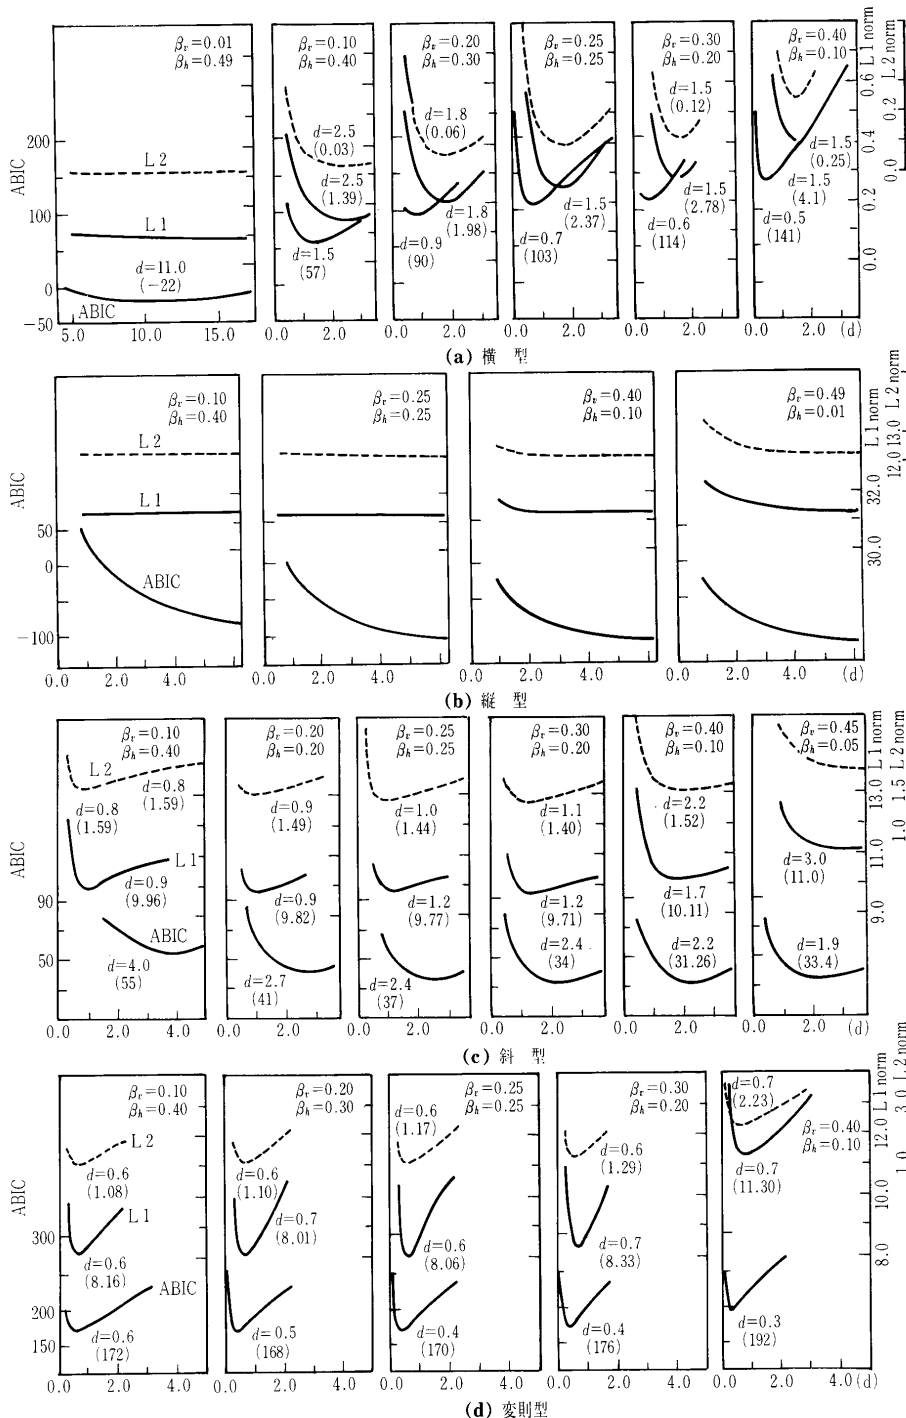 βv=0.01
βh=0.49
L2
L1
d=11.0
(−22)
ABIC
ABIC
200
100
0
−50
5.0 10.0 15.0
βv=0.10
βh=0.40
d=2.5
(0.03)
d=2.5
(1.39)
d=1.5
(57)
0.0 2.0
βv=0.20
βh=0.30
d=1.8
(0.06)
d=1.8
(1.98)
d=0.9
(90)
0.0 2.0
βv=0.25
βh=0.25
d=1.5
(2.37)
d=0.7
(103)
0.0 2.0
βv=0.30
βh=0.20
d=1.5
(0.12)
d=1.5
(2.78)
d=0.6
(114)
0.0 2.0
βv=0.40
βh=0.10
d=1.5
(0.25)
d=1.5
(4.1)
d=0.5
(141)
0.0 2.0 (d)
0.0 0.2 0.4 0.6 L1 norm
0.0 0.2 L2 norm
(a) 横 型
βv=0.10
βh=0.40
L2
L1
ABIC
ABIC
50
0
−100
0.0 2.0 4.0
βv=0.25
βh=0.25
0.0 2.0 4.0
βv=0.40
βh=0.10
0.0 2.0 4.0
βv=0.49
βh=0.01
0.0 2.0 4.0 (d)
30.0 32.0 L1 norm
12.0 13.0 L2 norm
(b) 縦 型
βv=0.10
βh=0.40
L2
d=0.8
(1.59)
d=0.8
(1.59)
L1
d=0.9
(9.96)
ABIC
d=4.0
(55)
ABIC
90
50
0.0 2.0 4.0
βv=0.20
βh=0.20
d=0.9
(1.49)
d=0.9
(9.82)
d=2.7
(41)
0.0 2.0
βv=0.25
βh=0.25
d=1.0
(1.44)
d=1.2
(9.77)
d=2.4
(37)
0.0 2.0
βv=0.30
βh=0.20
d=1.1
(1.40)
d=1.2
(9.71)
d=2.4
(34)
0.0 2.0
βv=0.40
βh=0.10
d=2.2
(1.52)
d=1.7
(10.11)
d=2.2
(31.26)
0.0 2.0
βv=0.45
βh=0.05
d=3.0
(11.0)
d=1.9
(33.4)
0.0 2.0 (d)
9.0 11.0 13.0 L1 norm
1.0 1.5 L2 norm
(c) 斜 型
βv=0.10
βh=0.40
L2
d=0.6
(1.08)
L1
d=0.6
(8.16)
ABIC
d=0.6
(172)
ABIC
300
200
150
0.0 2.0 4.0
βv=0.20
βh=0.30
d=0.6
(1.10)
d=0.7
(8.01)
d=0.5
(168)
0.0 2.0 4.0
βv=0.25
βh=0.25
d=0.6
(1.17)
d=0.6
(8.06)
d=0.4
(170)
0.0 2.0 4.0
βv=0.30
βh=0.20
d=0.6
(1.29)
d=0.7
(8.33)
d=0.4
(176)
0.0 2.0 4.0
d=0.7
(2.23)
βv=0.40
βh=0.10
d=0.7
(11.30)
d=0.3
(192)
0.0 2.0 4.0 (d)
8.0 10.0 12.0 L1 norm
1.0 3.0 L2 norm
(d) 変則型